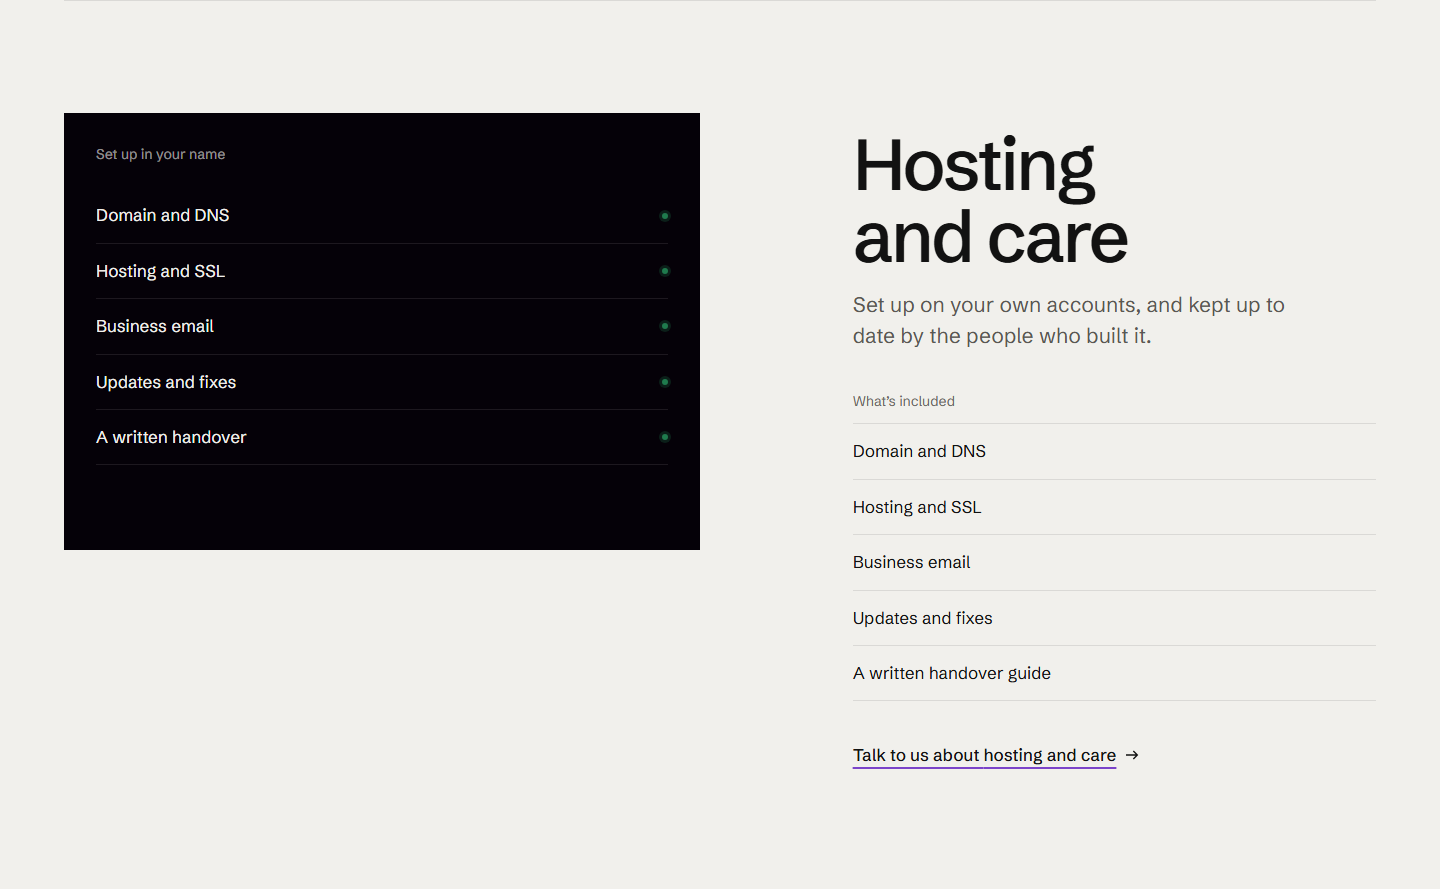 Set up in your name
Domain and DNS
Hosting and SSL
Business email
Updates and fixes
A written handover
Hosting
and care
Set up on your own accounts, and kept up to
date by the people who built it.
What’s included
Domain and DNS
Hosting and SSL
Business email
Updates and fixes
A written handover guide
Talk to us about hosting and care →